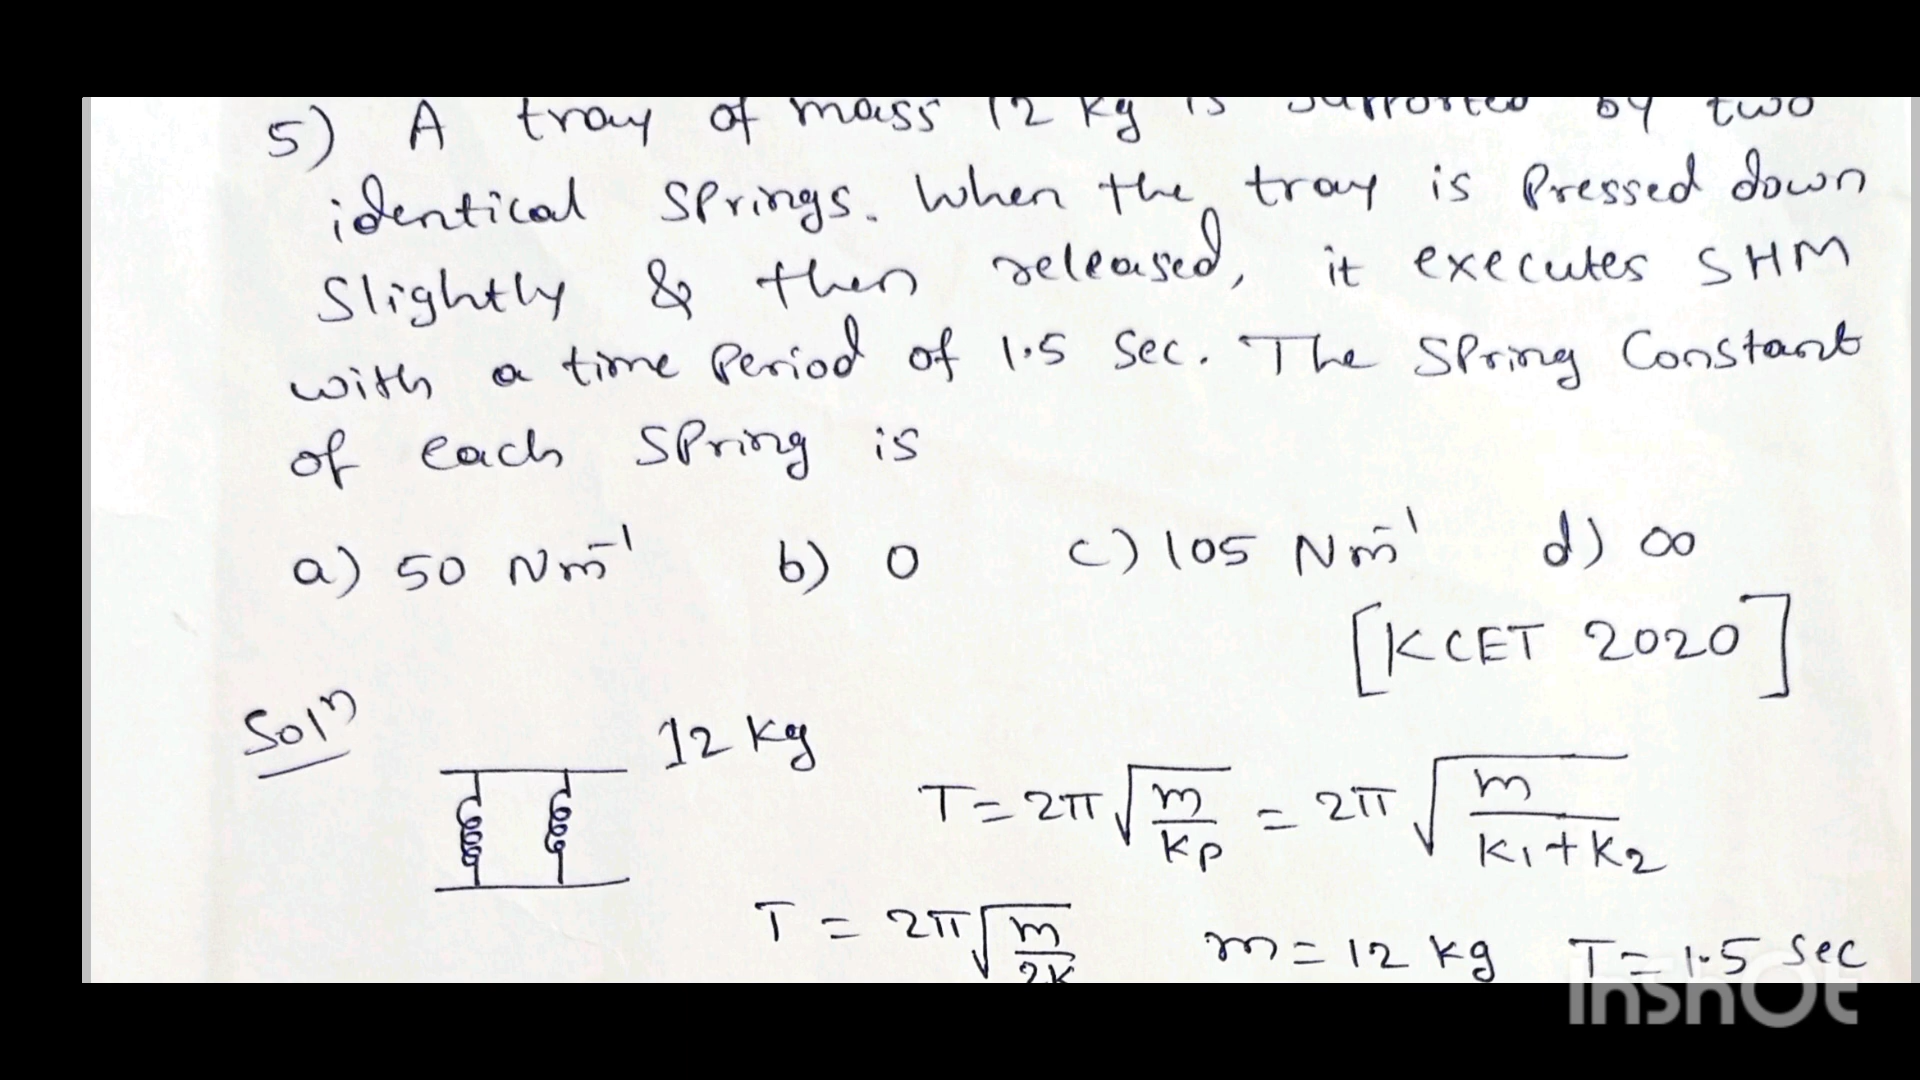 5) A tray of mass 12 kg is supported by two
identical springs. When the tray is Pressed down
Slightly & then released, it executes SHM
with a time Period of 1.5 Sec. The Spring Constant
of each Spring is
a) 50 Nm⁻¹ b) 0 c) 105 Nm⁻¹ d) ∞
[KCET 2020]
Solⁿ
12 kg
T = 2π √(m/kp) = 2π √(m/(k1+k2))
T = 2π √(m/2k) m = 12 kg T = 1.5 Sec
InShOt